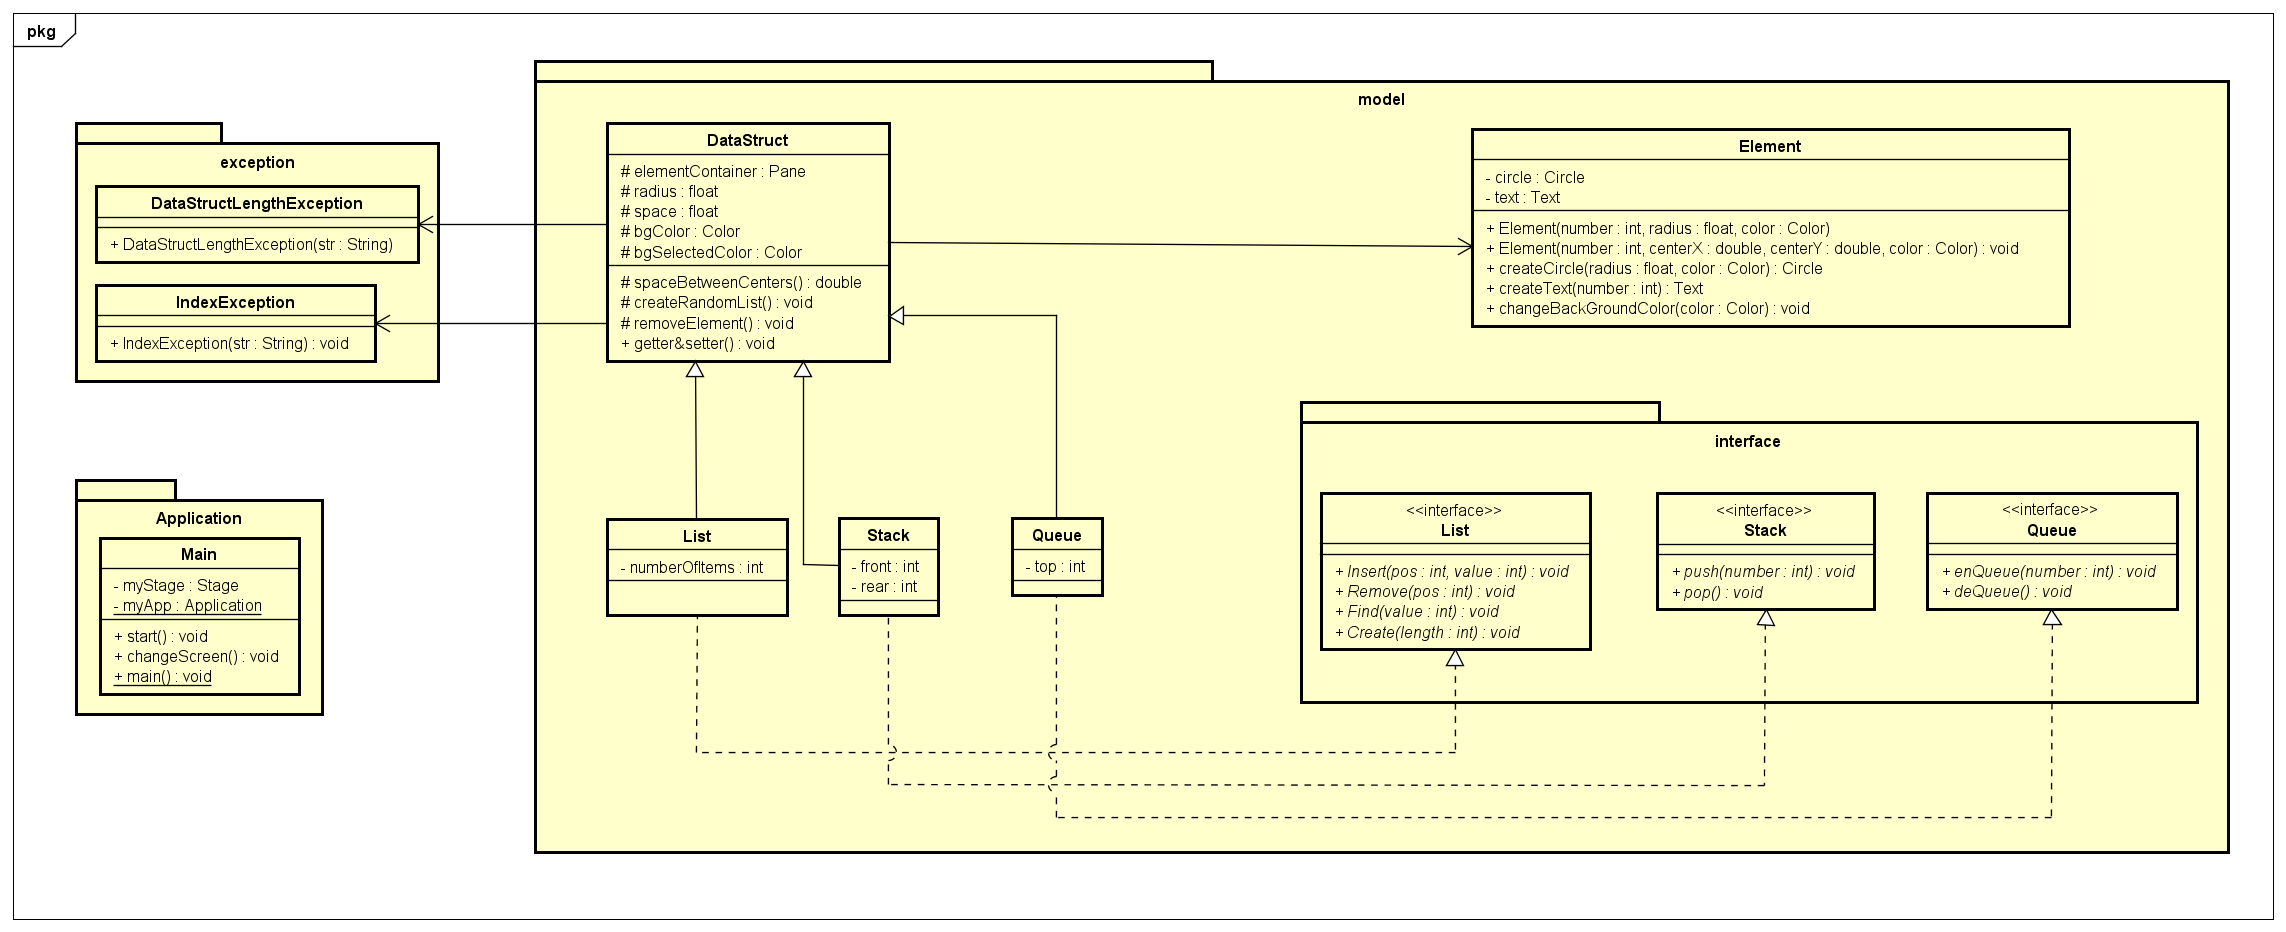 pkg
exception
DataStructLengthException
+ DataStructLengthException(str : String)
IndexException
+ IndexException(str : String) : void
Application
Main
- myStage : Stage
- myApp : Application
+ start() : void
+ changeScreen() : void
+ main() : void
model
DataStruct
# elementContainer : Pane
# radius : float
# space : float
# bgColor : Color
# bgSelectedColor : Color
# spaceBetweenCenters() : double
# createRandomList() : void
# removeElement() : void
+ getter&setter() : void
Element
- circle : Circle
- text : Text
+ Element(number : int, radius : float, color : Color)
+ Element(number : int, centerX : double, centerY : double, color : Color) : void
+ createCircle(radius : float, color : Color) : Circle
+ createText(number : int) : Text
+ changeBackGroundColor(color : Color) : void
List
- numberOfItems : int
Stack
- front : int
- rear : int
Queue
- top : int
interface
<<interface>>
List
+ Insert(pos : int, value : int) : void
+ Remove(pos : int) : void
+ Find(value : int) : void
+ Create(length : int) : void
<<interface>>
Stack
+ push(number : int) : void
+ pop() : void
<<interface>>
Queue
+ enQueue(number : int) : void
+ deQueue() : void